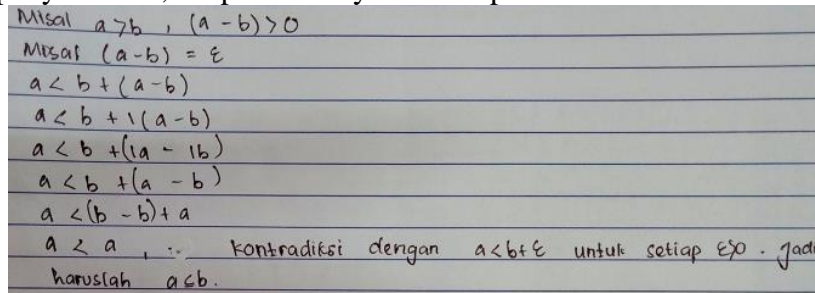 Misal a>b , (a - b) > 0
Misal (a-b) = ε
a < b + (a-b)
a < b + 1(a-b)
a < b +(1a - 1b)
a < b +(a - b)
a <(b - b)+ a
a < a , ∴ kontradiksi dengan a<b+ε untuk setiap ε>0 . Jadi
haruslah a≤b.